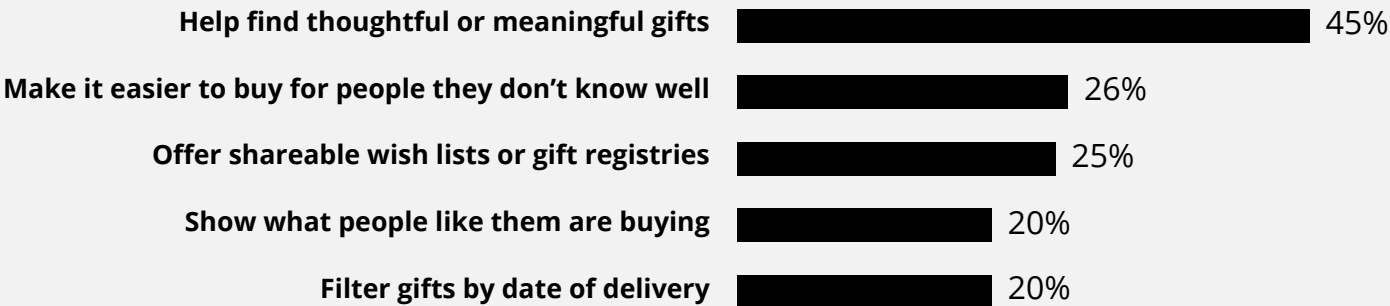 Help find thoughtful or meaningful gifts 45%
Make it easier to buy for people they don’t know well 26%
Offer shareable wish lists or gift registries 25%
Show what people like them are buying 20%
Filter gifts by date of delivery 20%